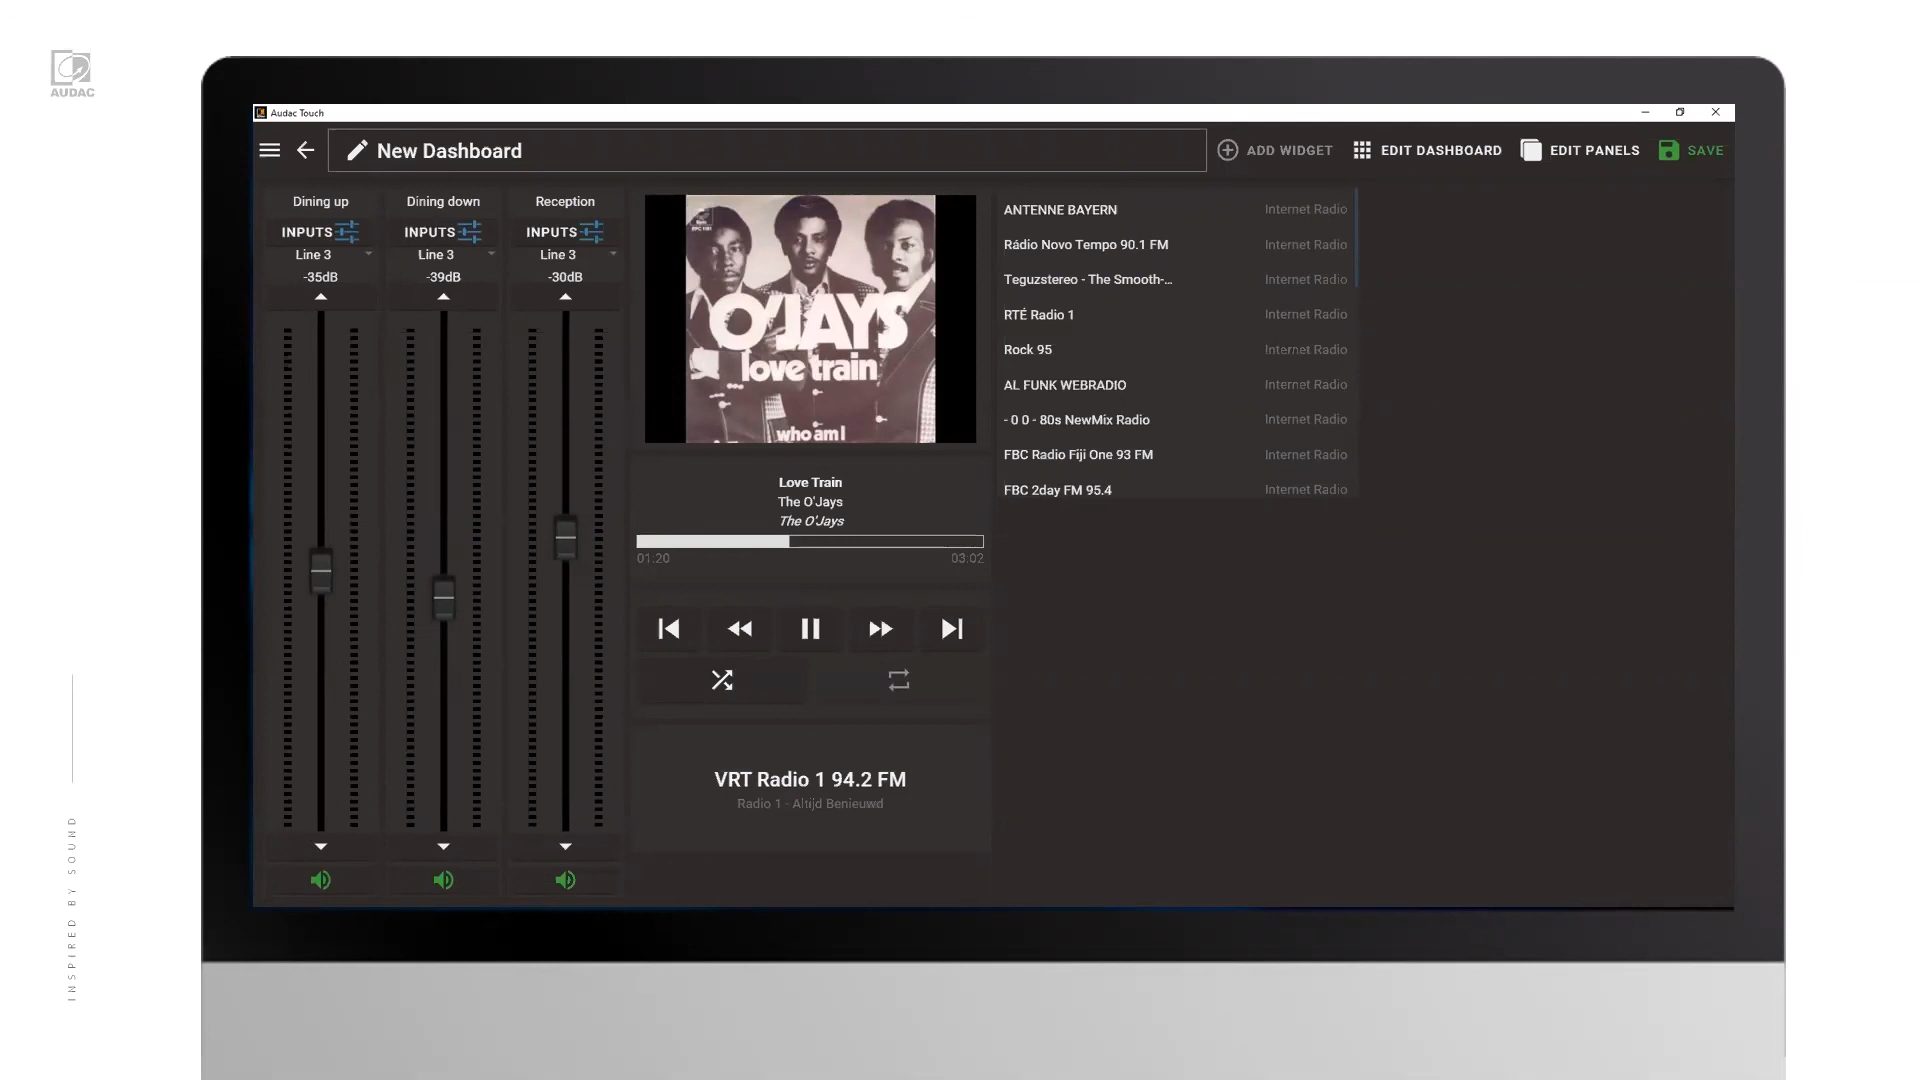 AUDAC
Audac Touch
New Dashboard
ADD WIDGET
EDIT DASHBOARD
EDIT PANELS
SAVE
Dining up
INPUTS
Line 3
-35dB
Dining down
INPUTS
Line 3
-39dB
Reception
INPUTS
Line 3
-30dB
O'JAYS
love train
who am I
Love Train
The O'Jays
The O'Jays
01:20
03:02
VRT Radio 1 94.2 FM
Radio 1 - Altijd Benieuwd
ANTENNE BAYERN Internet Radio
Rádio Novo Tempo 90.1 FM Internet Radio
Teguzstereo - The Smooth-... Internet Radio
RTÉ Radio 1 Internet Radio
Rock 95 Internet Radio
AL FUNK WEBRADIO Internet Radio
- 0 0 - 80s NewMix Radio Internet Radio
FBC Radio Fiji One 93 FM Internet Radio
FBC 2day FM 95.4 Internet Radio
INSPIRED BY SOUND